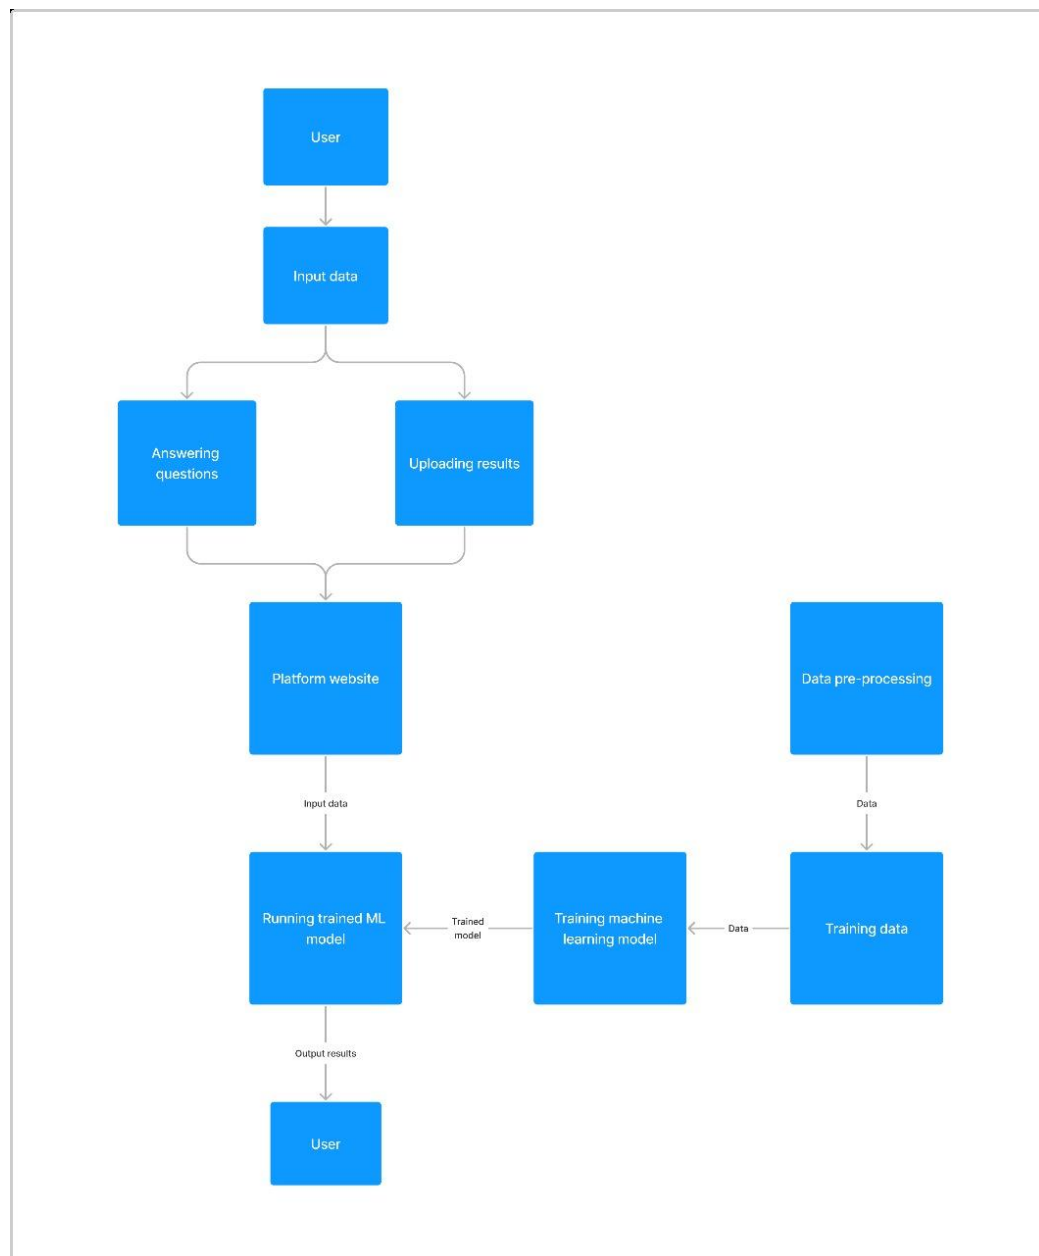 User
Input data
Answering
questions
Uploading results
Platform website
Data pre-processing
Input data
Data
Running trained ML
model
Trained
model
Training machine
learning model
Data
Training data
Output results
User